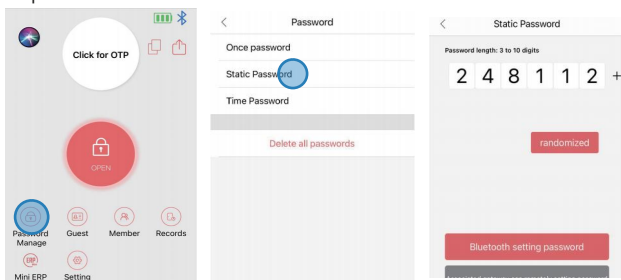 Click for OTP
OPEN
Password
Manage
Guest
Member
Records
Mini ERP
Setting
Password
Once password
Static Password
Time Password
Delete all passwords
Static Password
Password length: 3 to 10 digits
2 4 8 1 1 2 +
randomized
Bluetooth setting password